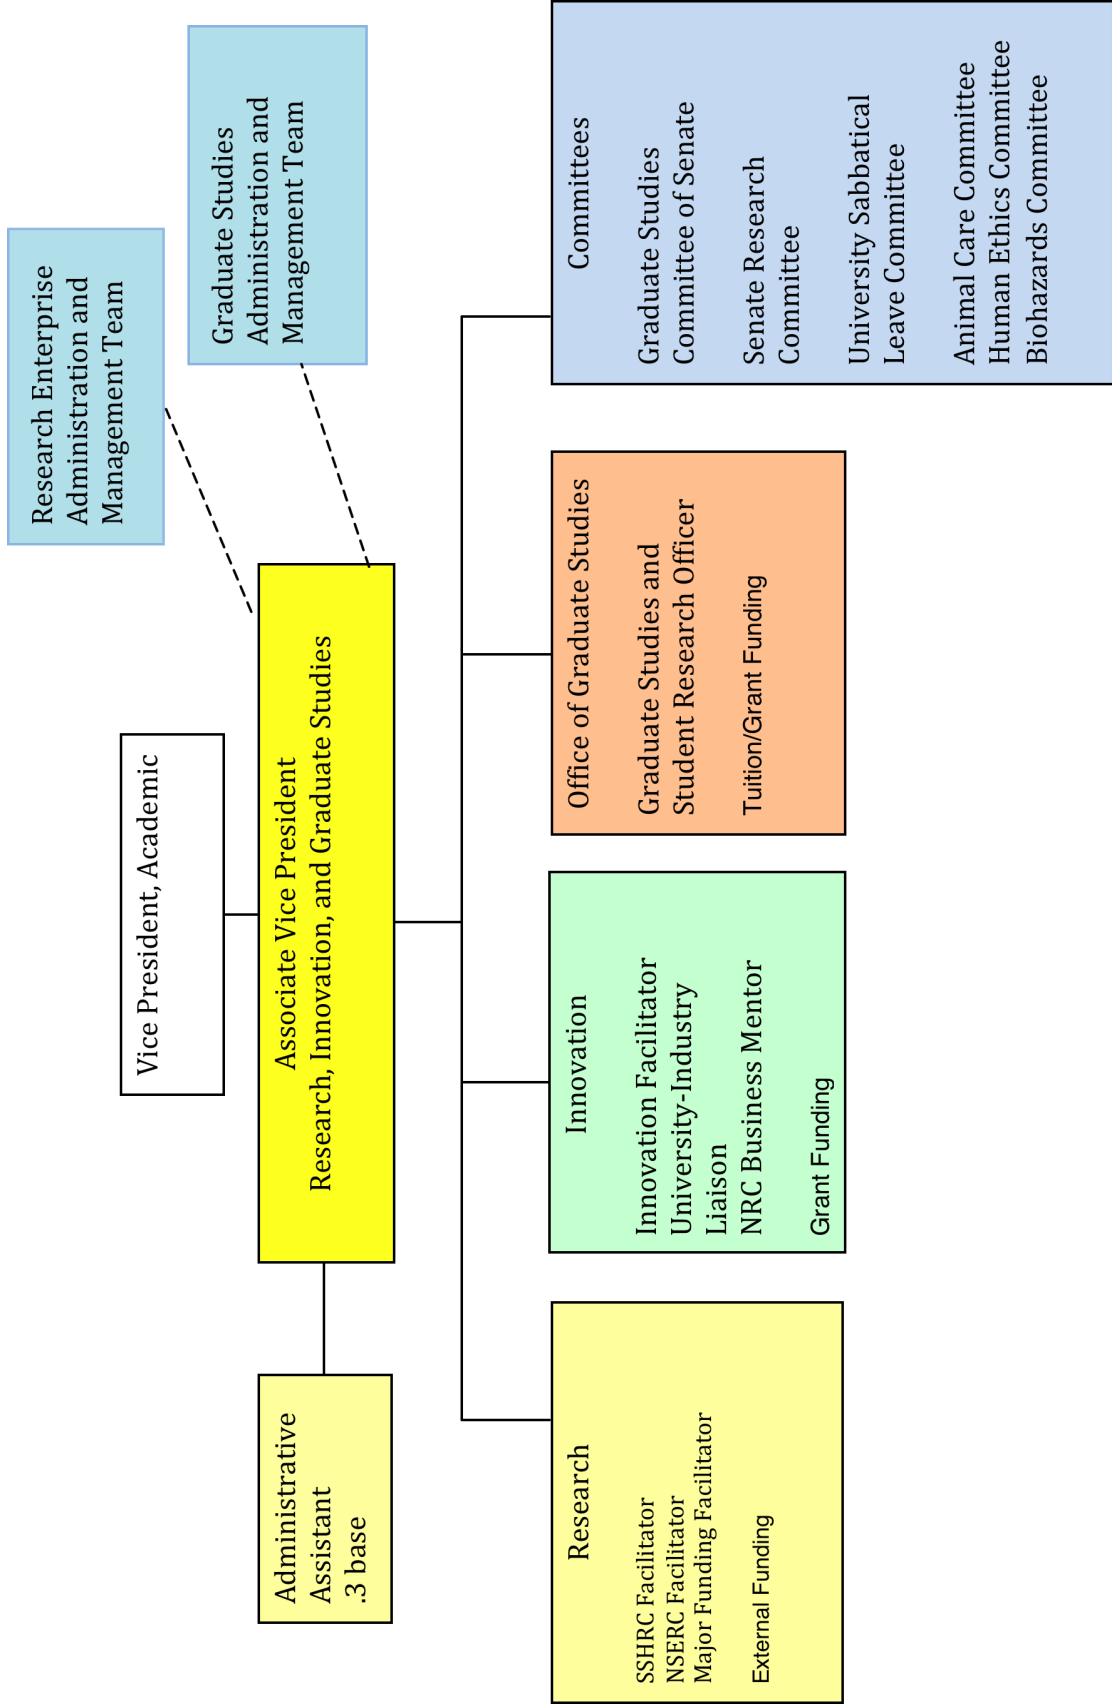 Research Enterprise
Administration and
Management Team
Vice President, Academic
Graduate Studies
Administration and
Management Team
Administrative
Assistant
.3 base
Associate Vice President
Research, Innovation, and Graduate Studies
Research
SSHRC Facilitator
NSERC Facilitator
Major Funding Facilitator
External Funding
Innovation
Innovation Facilitator
University-Industry
Liaison
NRC Business Mentor
Grant Funding
Office of Graduate Studies
Graduate Studies and
Student Research Officer
Tuition/Grant Funding
Committees
Graduate Studies
Committee of Senate
Senate Research
Committee
University Sabbatical
Leave Committee
Animal Care Committee
Human Ethics Committee
Biohazards Committee